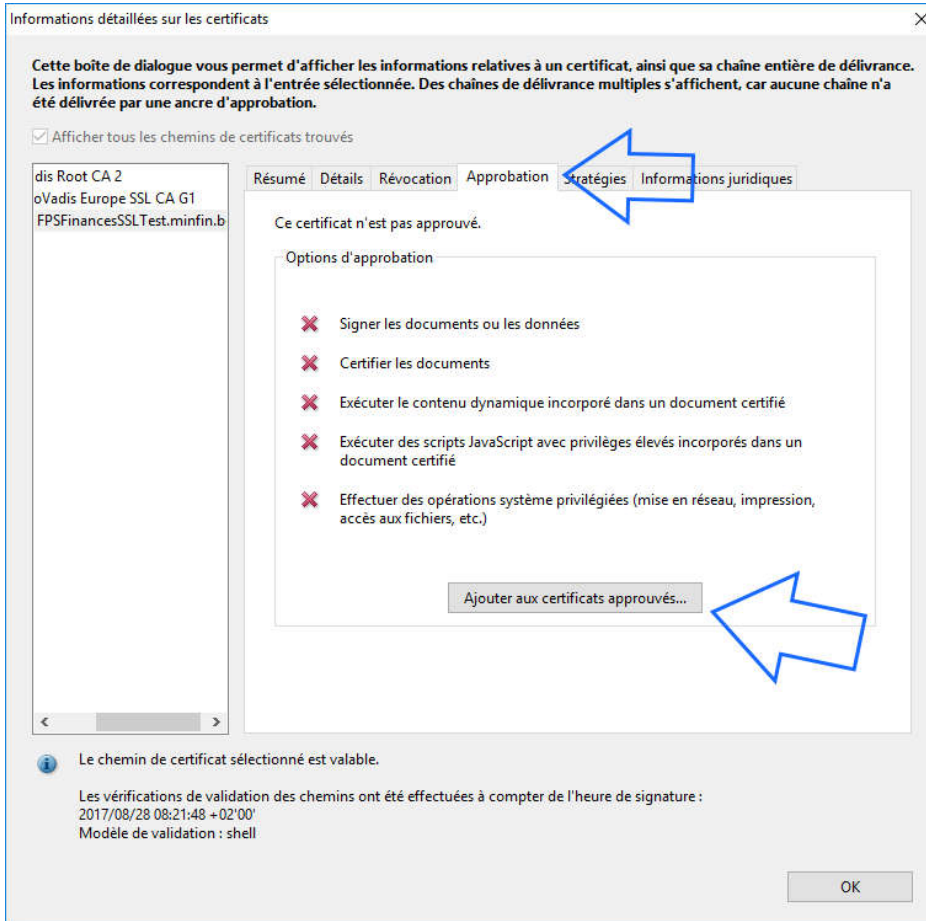 Informations détaillées sur les certificats
Cette boîte de dialogue vous permet d'afficher les informations relatives à un certificat, ainsi que sa chaîne entière de délivrance.
Les informations correspondent à l'entrée sélectionnée. Des chaînes de délivrance multiples s'affichent, car aucune chaîne n'a
été délivrée par une ancre d'approbation.
Afficher tous les chemins de certificats trouvés
dis Root CA 2
oVadis Europe SSL CA G1
FPSFinancesSSLTest.minfin.b
Résumé Détails Révocation Approbation Stratégies Informations juridiques
Ce certificat n'est pas approuvé.
Options d'approbation
Signer les documents ou les données
Certifier les documents
Exécuter le contenu dynamique incorporé dans un document certifié
Exécuter des scripts JavaScript avec privilèges élevés incorporés dans un
document certifié
Effectuer des opérations système privilégiées (mise en réseau, impression,
accès aux fichiers, etc.)
Ajouter aux certificats approuvés...
Le chemin de certificat sélectionné est valable.
Les vérifications de validation des chemins ont été effectuées à compter de l'heure de signature :
2017/08/28 08:21:48 +02'00'
Modèle de validation : shell
OK